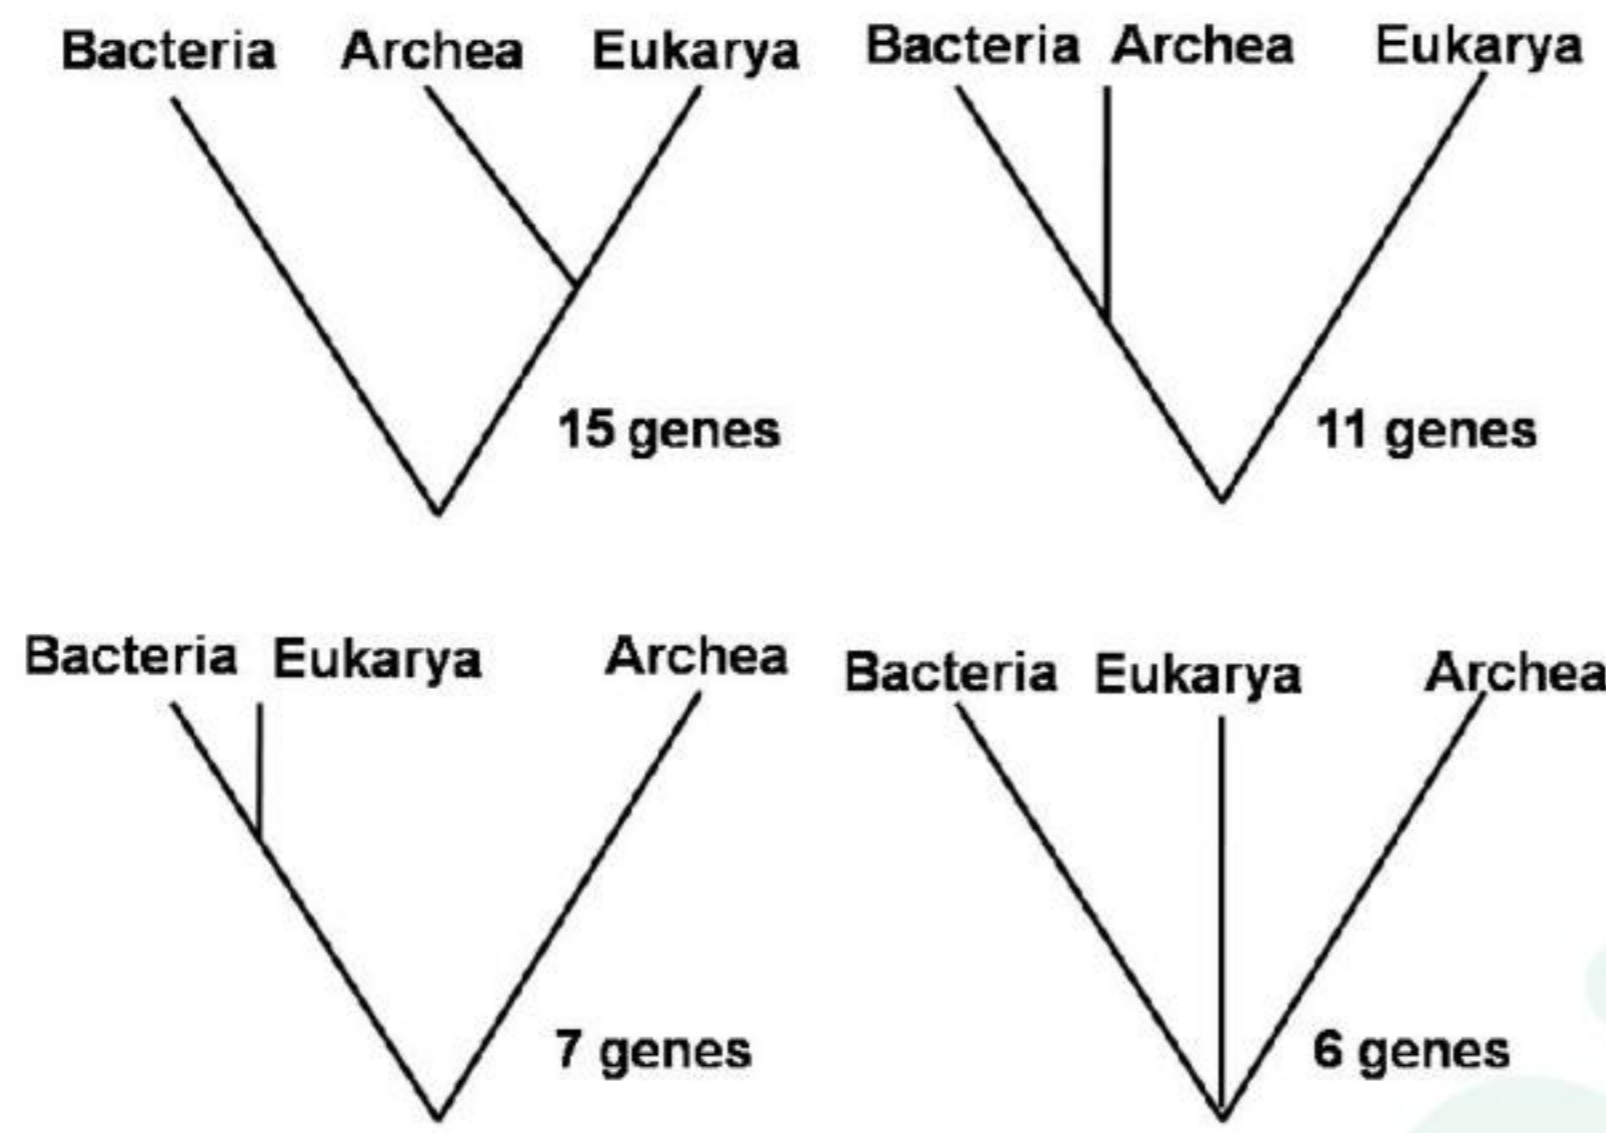 Bacteria Archea Eukarya
15 genes
Bacteria Archea Eukarya
11 genes
Bacteria Eukarya Archea
7 genes
Bacteria Eukarya Archea
6 genes